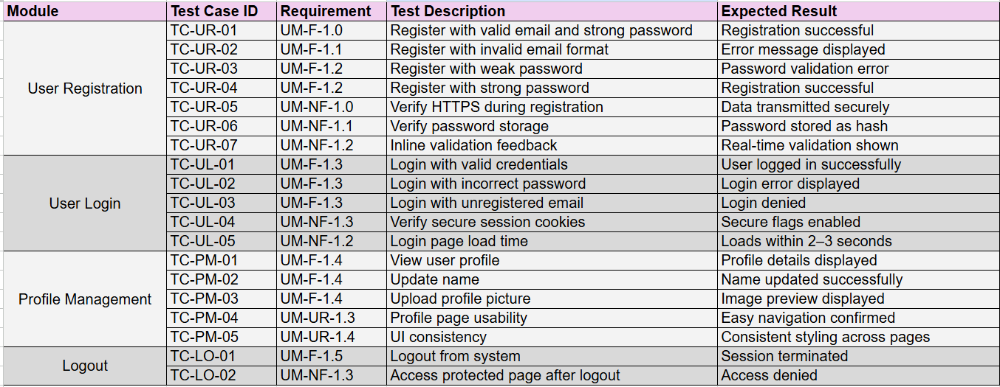 Module Test Case ID Requirement Test Description Expected Result
TC-UR-01 UM-F-1.0 Register with valid email and strong password Registration successful
TC-UR-02 UM-F-1.1 Register with invalid email format Error message displayed
TC-UR-03 UM-F-1.2 Register with weak password Password validation error
User Registration TC-UR-04 UM-F-1.2 Register with strong password Registration successful
TC-UR-05 UM-NF-1.0 Verify HTTPS during registration Data transmitted securely
TC-UR-06 UM-NF-1.1 Verify password storage Password stored as hash
TC-UR-07 UM-NF-1.2 Inline validation feedback Real-time validation shown
TC-UL-01 UM-F-1.3 Login with valid credentials User logged in successfully
TC-UL-02 UM-F-1.3 Login with incorrect password Login error displayed
User Login TC-UL-03 UM-F-1.3 Login with unregistered email Login denied
TC-UL-04 UM-NF-1.3 Verify secure session cookies Secure flags enabled
TC-UL-05 UM-NF-1.2 Login page load time Loads within 2–3 seconds
TC-PM-01 UM-F-1.4 View user profile Profile details displayed
TC-PM-02 UM-F-1.4 Update name Name updated successfully
Profile Management TC-PM-03 UM-F-1.4 Upload profile picture Image preview displayed
TC-PM-04 UM-UR-1.3 Profile page usability Easy navigation confirmed
TC-PM-05 UM-UR-1.4 UI consistency Consistent styling across pages
Logout TC-LO-01 UM-F-1.5 Logout from system Session terminated
TC-LO-02 UM-NF-1.3 Access protected page after logout Access denied